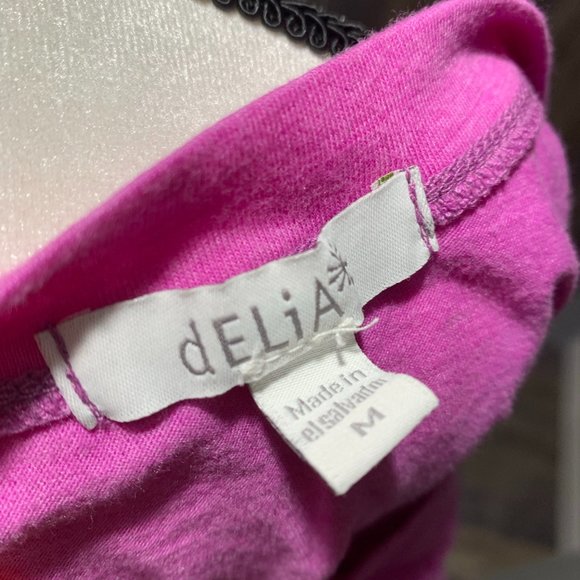 dELiA*
Made in
el salvador
M